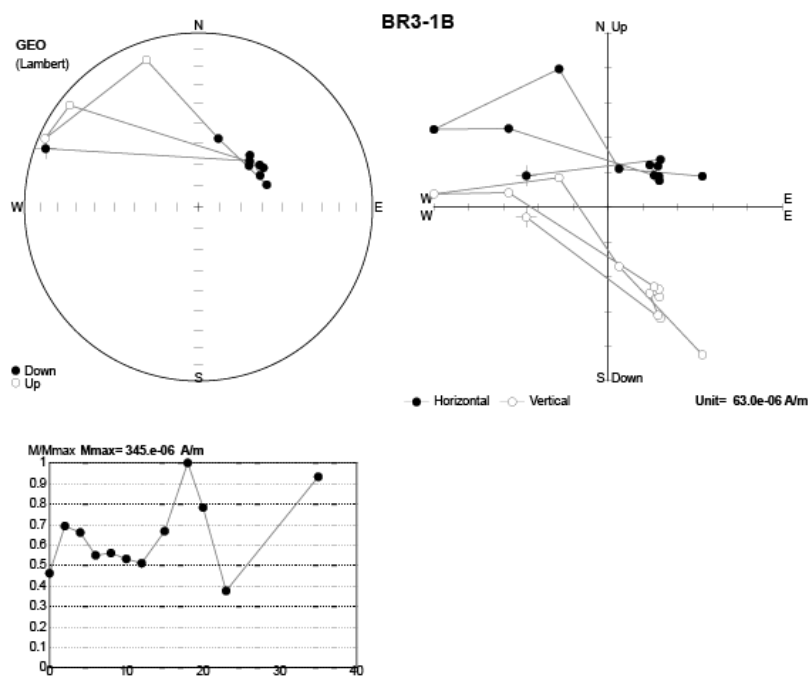 BR3-1B
GEO
(Lambert)
N
W
E
S
Down
Up
N Up
W
W
E
E
S Down
Horizontal
Vertical
Unit= 63.0e-06 A/m
M/Mmax Mmax= 345.e-06 A/m
1
0.9
0.8
0.7
0.6
0.5
0.4
0.3
0.2
0.1
0
0 10 20 30 40